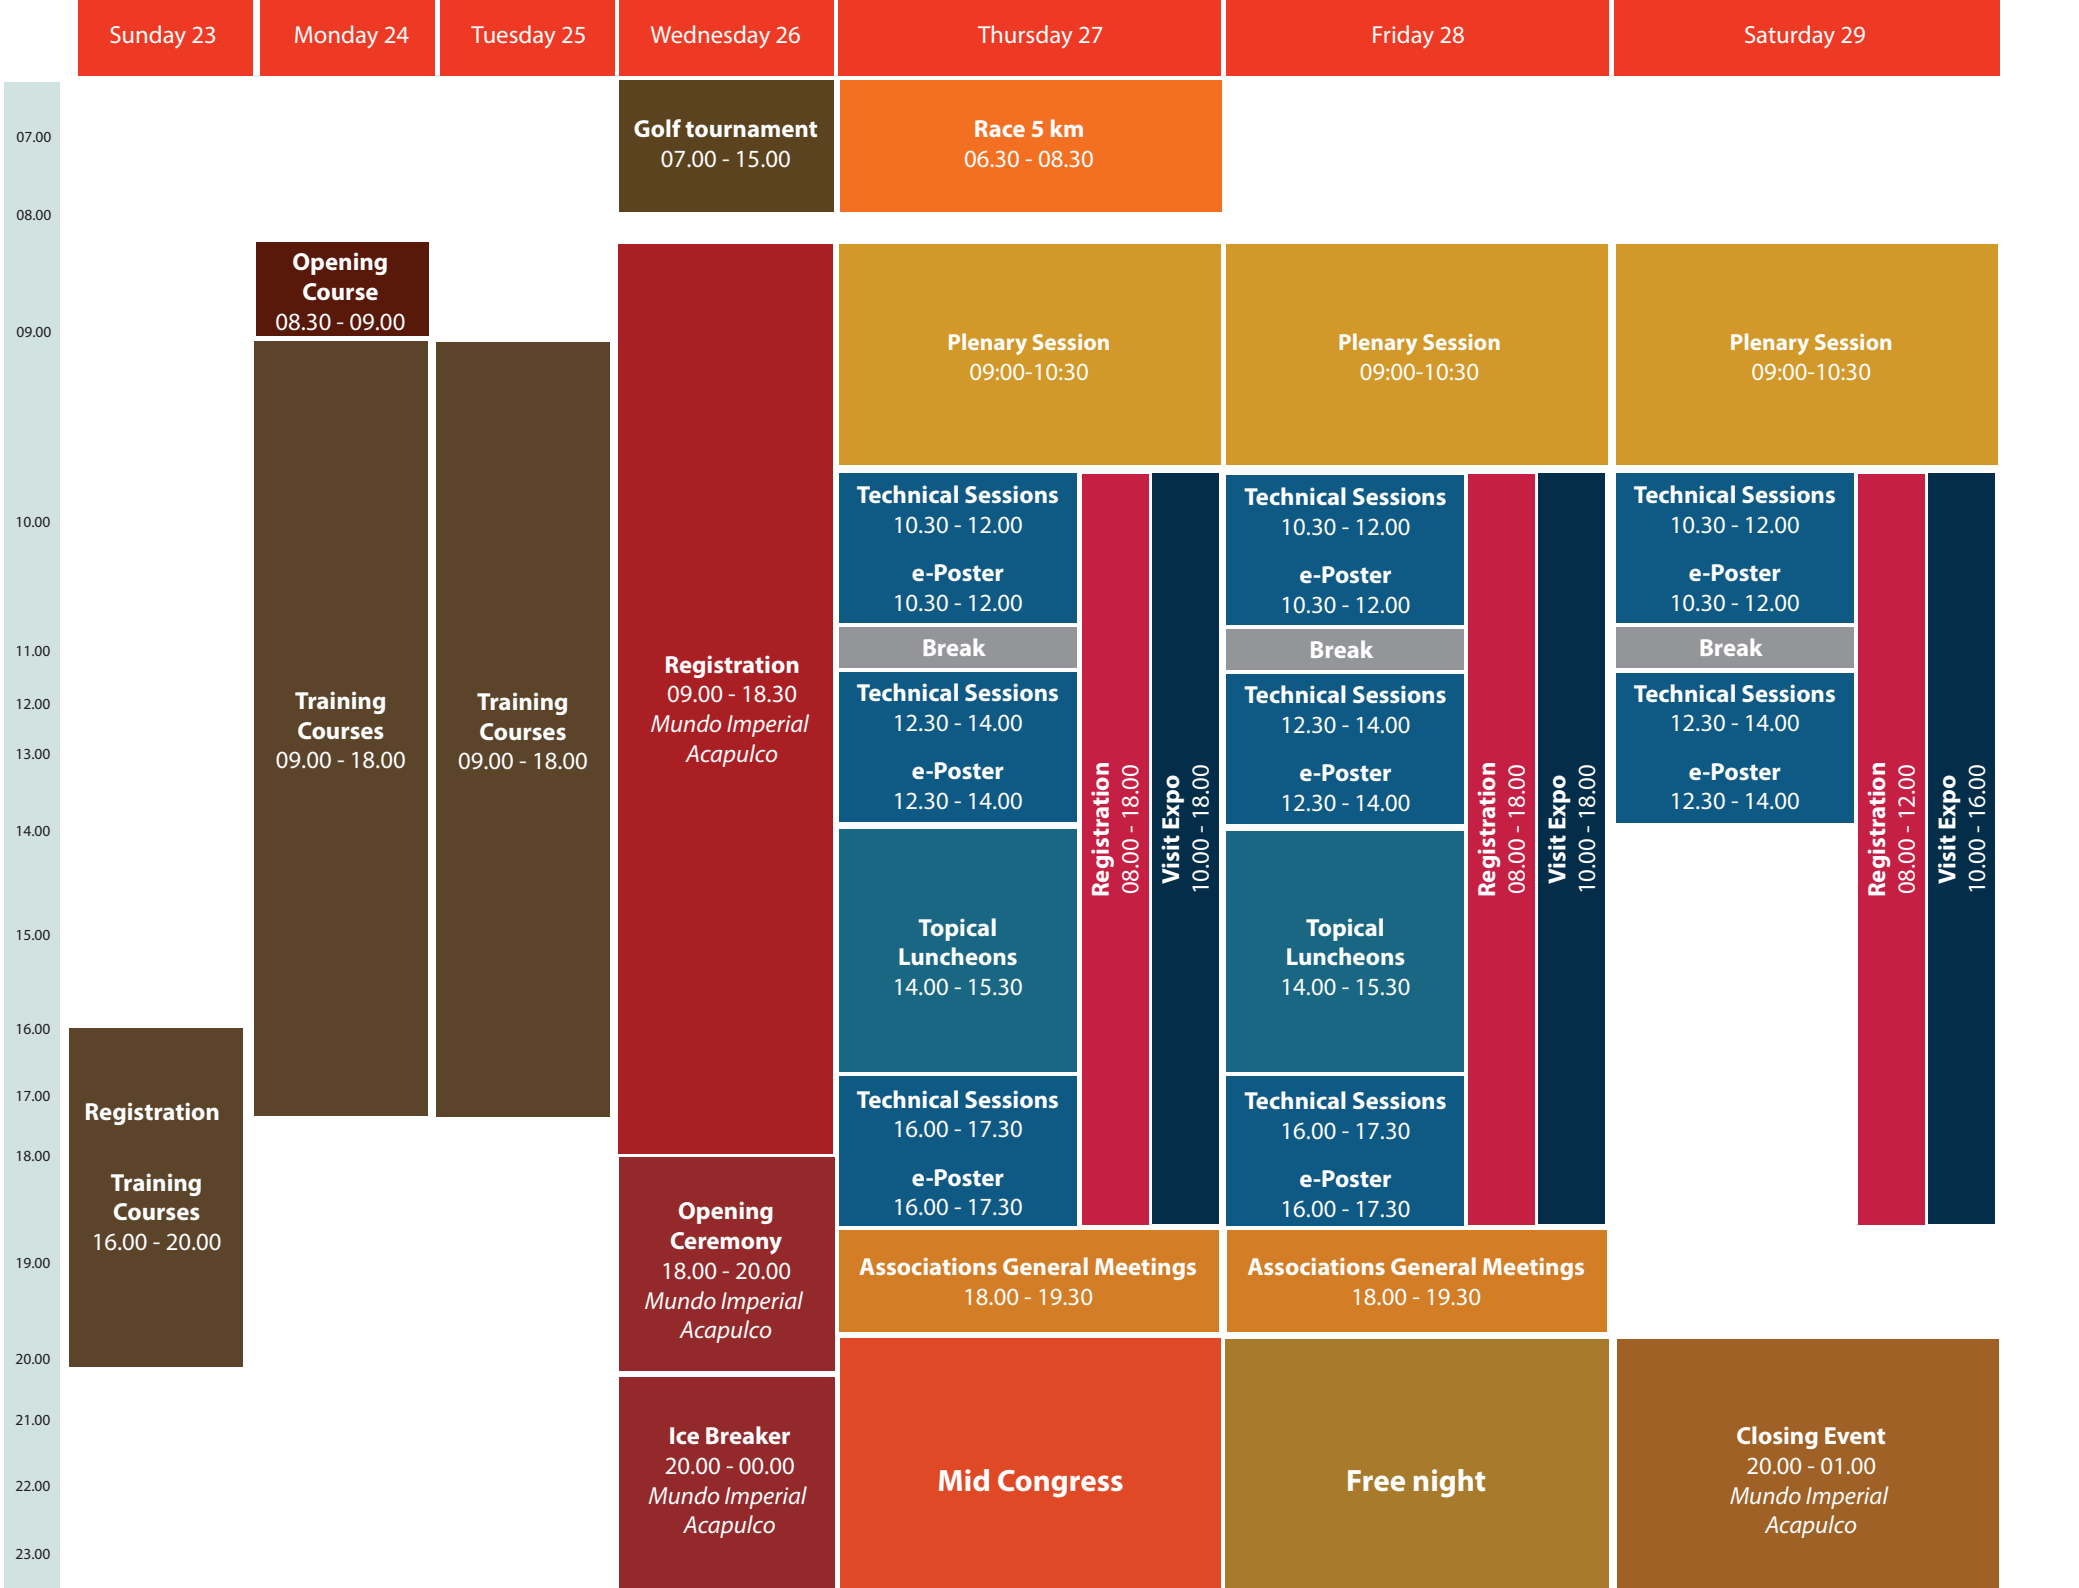 Sunday 23
Monday 24
Tuesday 25
Wednesday 26
Thursday 27
Friday 28
Saturday 29
07.00
08.00
09.00
10.00
11.00
12.00
13.00
14.00
15.00
16.00
17.00
18.00
19.00
20.00
21.00
22.00
23.00
Registration
Training
Courses
16.00 - 20.00
Opening
Course
08.30 - 09.00
Training
Courses
09.00 - 18.00
Training
Courses
09.00 - 18.00
Golf tournament
07.00 - 15.00
Registration
09.00 - 18.30
Mundo Imperial
Acapulco
Opening
Ceremony
18.00 - 20.00
Mundo Imperial
Acapulco
Ice Breaker
20.00 - 00.00
Mundo Imperial
Acapulco
Race 5 km
06.30 - 08.30
Plenary Session
09:00-10:30
Technical Sessions
10.30 - 12.00
e-Poster
10.30 - 12.00
Break
Technical Sessions
12.30 - 14.00
e-Poster
12.30 - 14.00
Topical
Luncheons
14.00 - 15.30
Technical Sessions
16.00 - 17.30
e-Poster
16.00 - 17.30
Registration
08.00 - 18.00
Visit Expo
10.00 - 18.00
Associations General Meetings
18.00 - 19.30
Mid Congress
Plenary Session
09:00-10:30
Technical Sessions
10.30 - 12.00
e-Poster
10.30 - 12.00
Break
Technical Sessions
12.30 - 14.00
e-Poster
12.30 - 14.00
Topical
Luncheons
14.00 - 15.30
Technical Sessions
16.00 - 17.30
e-Poster
16.00 - 17.30
Registration
08.00 - 18.00
Visit Expo
10.00 - 18.00
Associations General Meetings
18.00 - 19.30
Free night
Plenary Session
09:00-10:30
Technical Sessions
10.30 - 12.00
e-Poster
10.30 - 12.00
Break
Technical Sessions
12.30 - 14.00
e-Poster
12.30 - 14.00
Registration
08.00 - 12.00
Visit Expo
10.00 - 16.00
Closing Event
20.00 - 01.00
Mundo Imperial
Acapulco